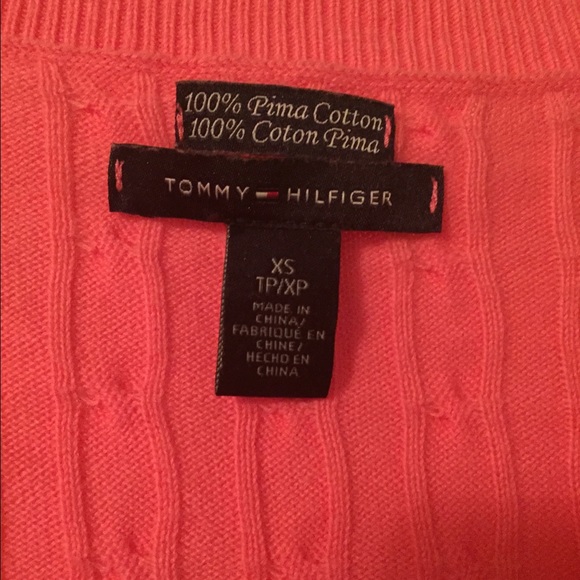 100% Pima Cotton
100% Coton Pima
TOMMY HILFIGER
XS
TP/XP
MADE IN
CHINA/
FABRIQUÉ EN
CHINE/
HECHO EN
CHINA